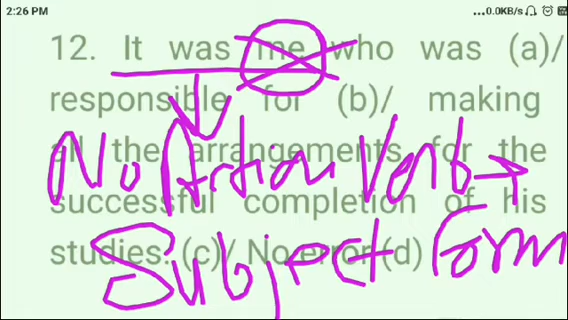 2:26 PM ...0.0KB/s
12. It was me who was (a)/
responsible for (b)/ making
all the arrangements for the
No Action Verb →
successful completion of his
studies. (c)/ No error (d)
Subject Form